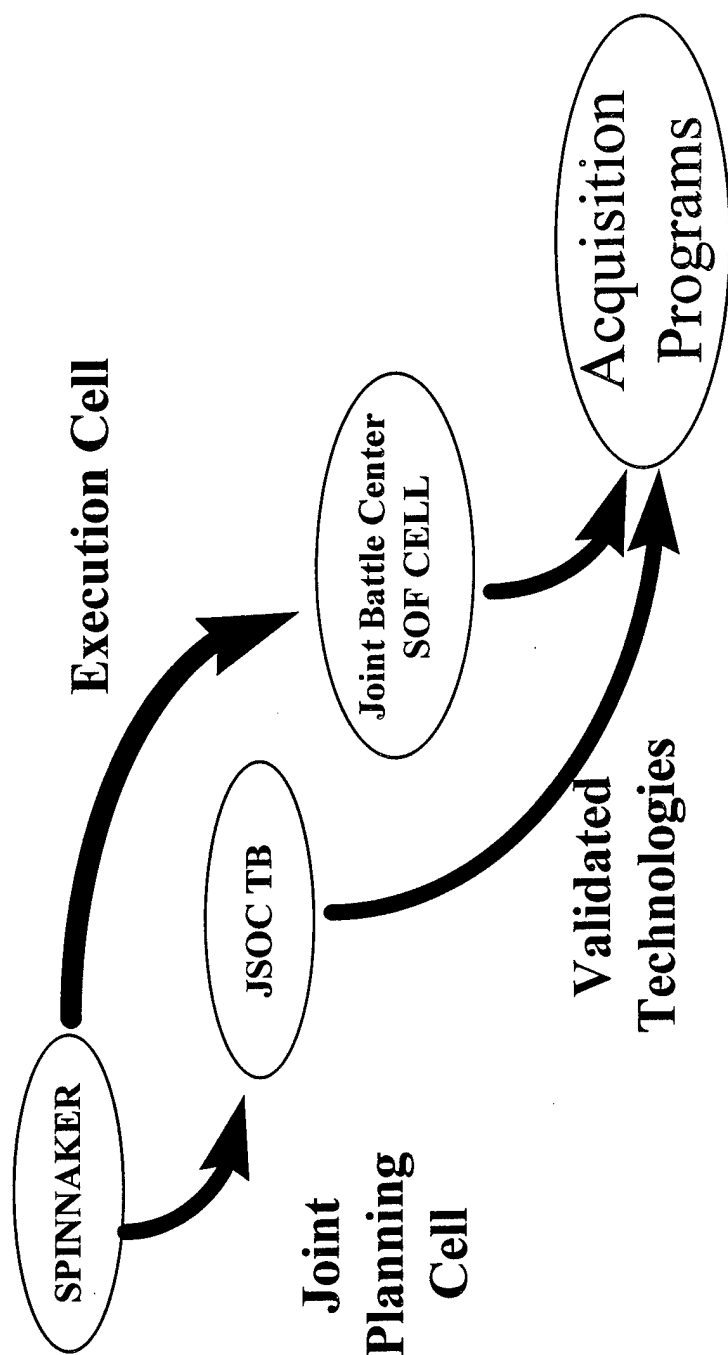 SPINNAKER
Execution Cell
JSOC TB
Joint Battle Center
SOF CELL
Joint
Planning
Cell
Validated
Technologies
Acquisition
Programs